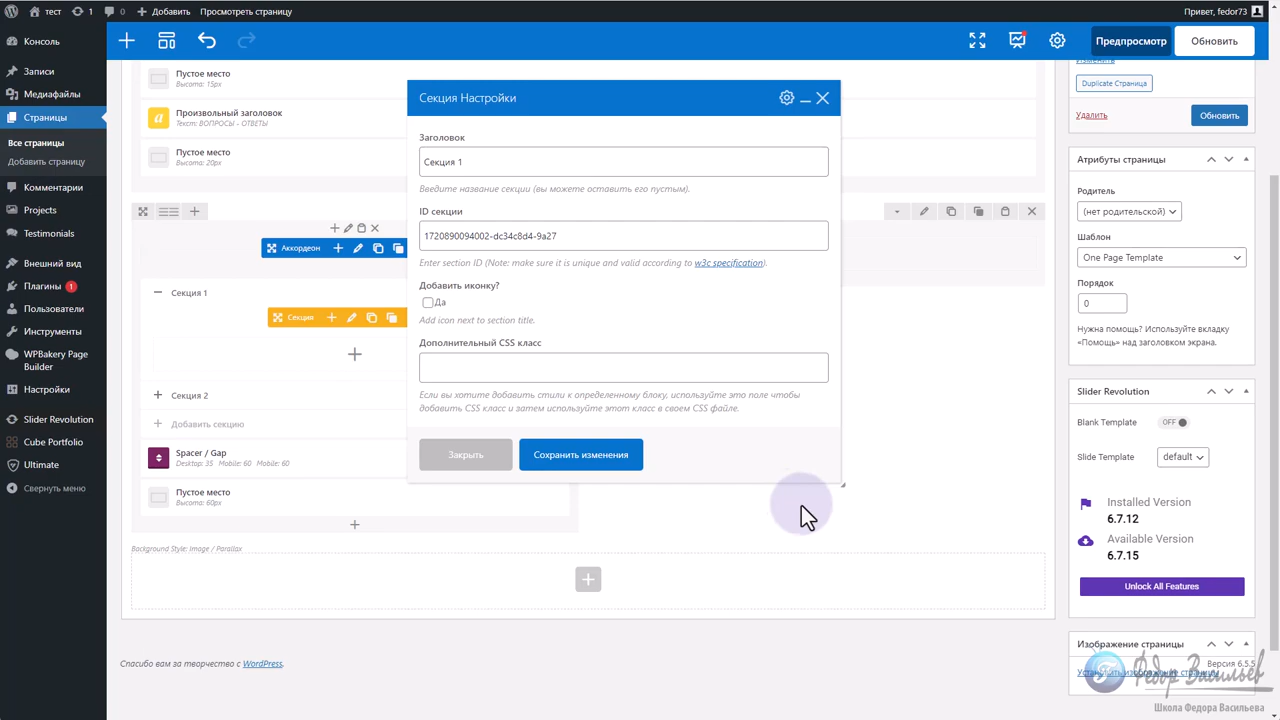 тест
1
0
Добавить
Просмотреть страницу
Привет, fedor73
Консоль
Записи
Медиафайлы
Страницы
Все страницы
Добавить страницу
Комментарии
Projects
Testimonials
Внешний вид
Плагины 1
Пользователи
Инструменты
WPBakery Page
Builder
Настройки
Slider Revolution
Cube Portfolio
Ultimate
Свернуть меню
Предпросмотр
Обновить
Пустое место
Высота: 15px
Произвольный заголовок
Текст: ВОПРОСЫ - ОТВЕТЫ
Пустое место
Высота: 20px
Аккордеон
Секция 1
Секция
Секция 2
Добавить секцию
Spacer / Gap
Desktop: 35 Mobile: 60 Mobile: 60
Пустое место
Высота: 60px
Background Style: Image / Parallax
Спасибо вам за творчество с WordPress.
Секция Настройки
Заголовок
Секция 1
Введите название секции (вы можете оставить его пустым).
ID секции
1720890094002-dc34c8d4-9a27
Enter section ID (Note: make sure it is unique and valid according to w3c specification).
Добавить иконку?
Да
Add icon next to section title.
Дополнительный CSS класс
Если вы хотите добавить стили к определенному блоку, используйте это поле чтобы
добавить CSS класс и затем используйте этот класс в своем CSS файле.
Закрыть
Сохранить изменения
Изменить
Duplicate Страница
Удалить
Обновить
Атрибуты страницы
Родитель
(нет родительской)
Шаблон
One Page Template
Порядок
0
Нужна помощь? Используйте вкладку
«Помощь» над заголовком экрана.
Slider Revolution
Blank Template
OFF
Slide Template
default
Installed Version
6.7.12
Available Version
6.7.15
Unlock All Features
Изображение страницы
Версия 6.5.5
Установить изображение страницы
Федор Васильев
Школа Федора Васильева